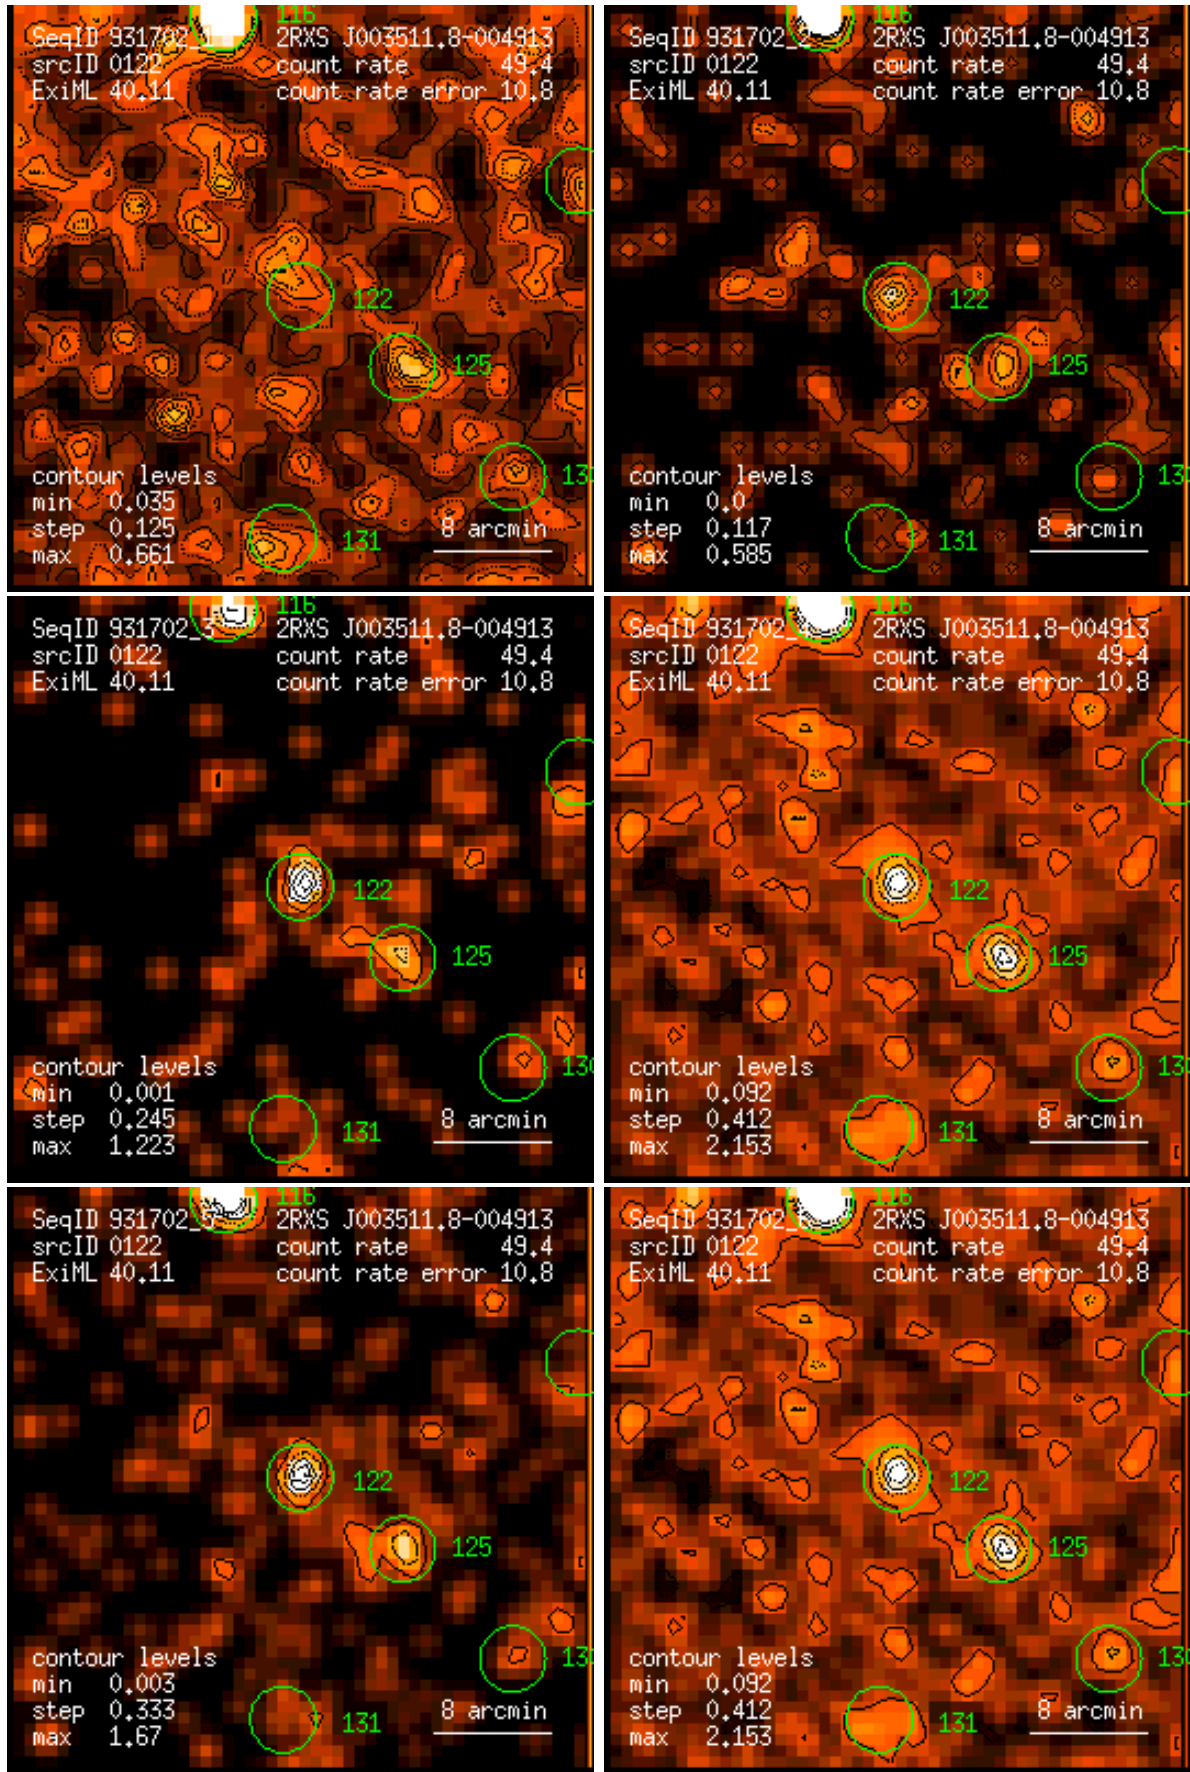 116
SeqID 931702_1 2RXS J003511.8-004913
srcID 0122 count rate 49.4
ExiML 40.11 count rate error 10.8
122
125
contour levels
min 0.035
130
step 0.125 8 arcmin
max 0.661 131
116
SeqID 931702_2 2RXS J003511.8-004913
srcID 0122 count rate 49.4
ExiML 40.11 count rate error 10.8
122
125
contour levels
min 0.0
13
step 0.117 8 arcmin
max 0.585 131
116
SeqID 931702_3 2RXS J003511.8-004913
srcID 0122 count rate 49.4
ExiML 40.11 count rate error 10.8
122
125
contour levels
min 0.001
130
step 0.245 8 arcmin
max 1.223 131
116
SeqID 931702_ 2RXS J003511.8-004913
srcID 0122 count rate 49.4
ExiML 40.11 count rate error 10.8
122
125
contour levels
min 0.092
13
step 0.412 8 arcmin
max 2.153 131
116
SeqID 931702_5 2RXS J003511.8-004913
srcID 0122 count rate 49.4
ExiML 40.11 count rate error 10.8
122
125
contour levels
min 0.003
130
step 0.333 8 arcmin
max 1.67 131
116
SeqID 931702_ 2RXS J003511.8-004913
srcID 0122 count rate 49.4
ExiML 40.11 count rate error 10.8
122
125
contour levels
min 0.092
13
step 0.412 8 arcmin
max 2.153 131